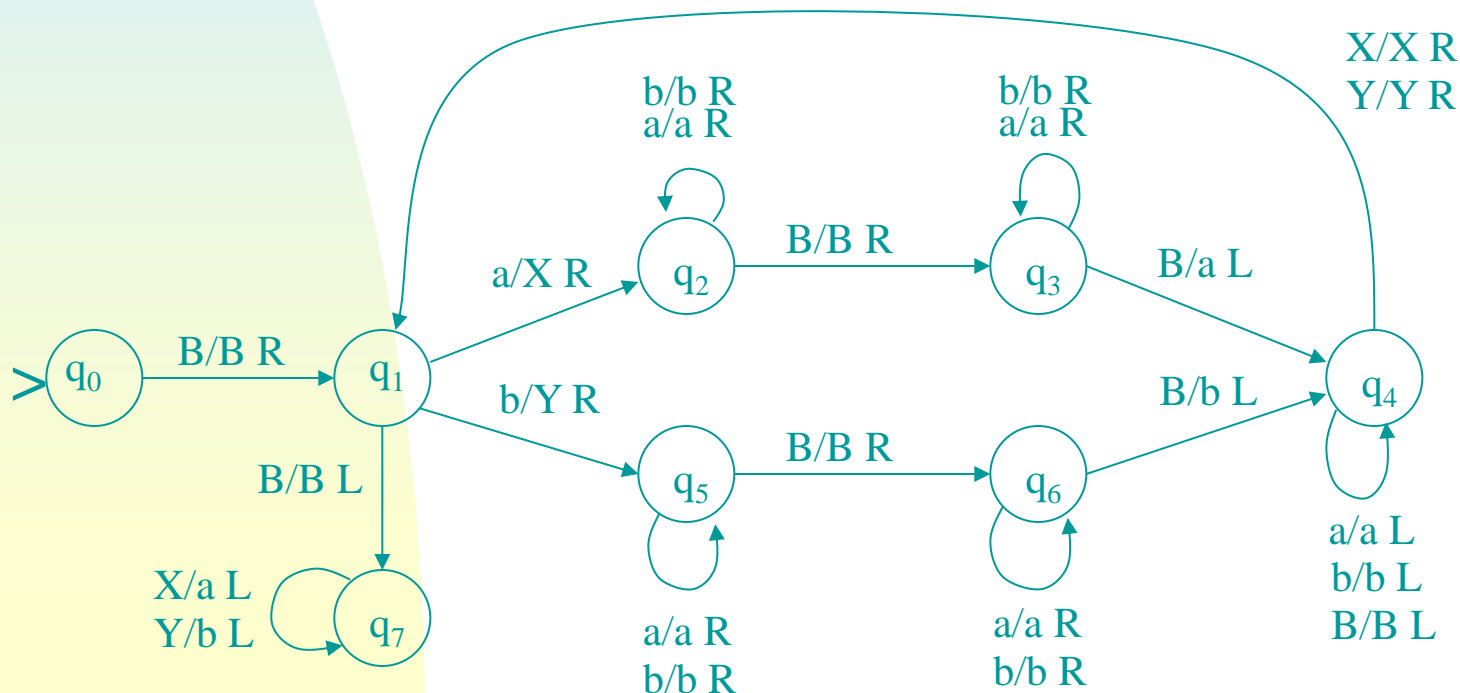 X/X R
Y/Y R
b/b R
a/a R
b/b R
a/a R
B/B R
a/X R
q₂
q₃
B/a L
B/B R
> q₀
q₁
q₄
b/Y R
B/b L
B/B R
B/B L
q₅
q₆
a/a L
b/b L
B/B L
X/a L
Y/b L
q₇
a/a R
b/b R
a/a R
b/b R